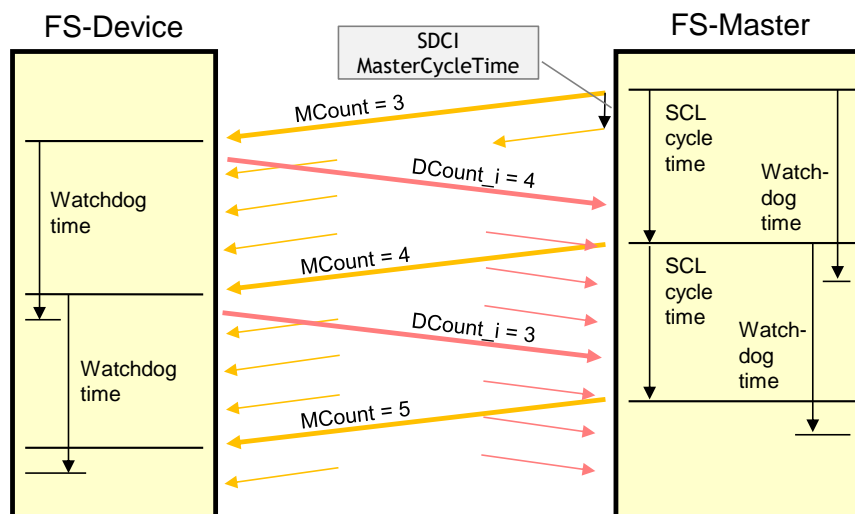 FS-Device
FS-Master
SDCI
MasterCycleTime
MCount = 3
SCL
cycle
time
DCount_i = 4
Watch-
dog
time
Watchdog
time
MCount = 4
SCL
cycle
time
DCount_i = 3
Watch-
dog
time
Watchdog
time
MCount = 5